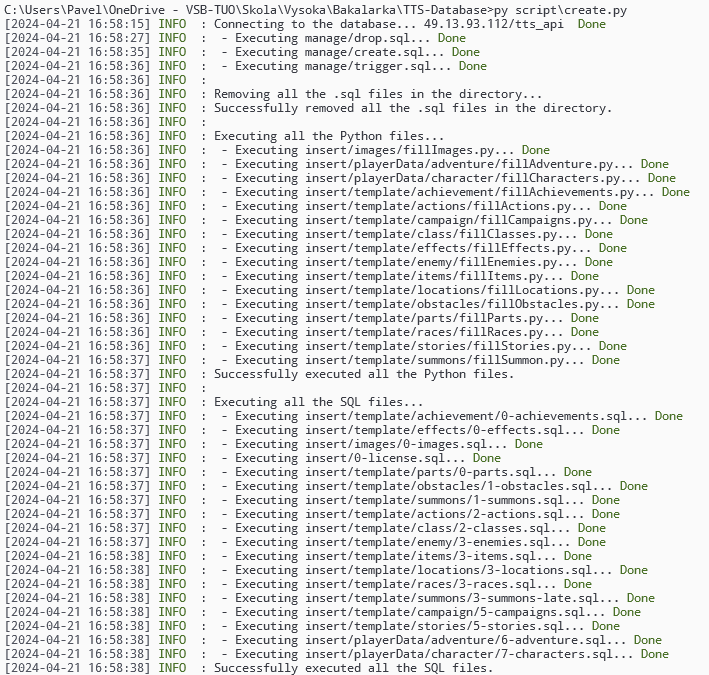 C:\Users\Pavel\OneDrive - VSB-TUO\Skola\Vysoka\Bakalarka\TTS-Database>py script\create.py
[2024-04-21 16:58:15] INFO  : Connecting to the database... 49.13.93.112/tts_api  Done
[2024-04-21 16:58:27] INFO  :  - Executing manage/drop.sql... Done
[2024-04-21 16:58:35] INFO  :  - Executing manage/create.sql... Done
[2024-04-21 16:58:36] INFO  :  - Executing manage/trigger.sql... Done
[2024-04-21 16:58:36] INFO  :
[2024-04-21 16:58:36] INFO  : Removing all the .sql files in the directory...
[2024-04-21 16:58:36] INFO  : Successfully removed all the .sql files in the directory.
[2024-04-21 16:58:36] INFO  :
[2024-04-21 16:58:36] INFO  : Executing all the Python files...
[2024-04-21 16:58:36] INFO  :  - Executing insert/images/fillImages.py... Done
[2024-04-21 16:58:36] INFO  :  - Executing insert/playerData/adventure/fillAdventure.py... Done
[2024-04-21 16:58:36] INFO  :  - Executing insert/playerData/character/fillCharacters.py... Done
[2024-04-21 16:58:36] INFO  :  - Executing insert/template/achievement/fillAchievements.py... Done
[2024-04-21 16:58:36] INFO  :  - Executing insert/template/actions/fillActions.py... Done
[2024-04-21 16:58:36] INFO  :  - Executing insert/template/campaign/fillCampaigns.py... Done
[2024-04-21 16:58:36] INFO  :  - Executing insert/template/class/fillClasses.py... Done
[2024-04-21 16:58:36] INFO  :  - Executing insert/template/effects/fillEffects.py... Done
[2024-04-21 16:58:36] INFO  :  - Executing insert/template/enemy/fillEnemies.py... Done
[2024-04-21 16:58:36] INFO  :  - Executing insert/template/items/fillItems.py... Done
[2024-04-21 16:58:36] INFO  :  - Executing insert/template/locations/fillLocations.py... Done
[2024-04-21 16:58:36] INFO  :  - Executing insert/template/obstacles/fillObstacles.py... Done
[2024-04-21 16:58:36] INFO  :  - Executing insert/template/parts/fillParts.py... Done
[2024-04-21 16:58:36] INFO  :  - Executing insert/template/races/fillRaces.py... Done
[2024-04-21 16:58:36] INFO  :  - Executing insert/template/stories/fillStories.py... Done
[2024-04-21 16:58:37] INFO  :  - Executing insert/template/summons/fillSummon.py... Done
[2024-04-21 16:58:37] INFO  : Successfully executed all the Python files.
[2024-04-21 16:58:37] INFO  :
[2024-04-21 16:58:37] INFO  : Executing all the SQL files...
[2024-04-21 16:58:37] INFO  :  - Executing insert/template/achievement/0-achievements.sql... Done
[2024-04-21 16:58:37] INFO  :  - Executing insert/template/effects/0-effects.sql... Done
[2024-04-21 16:58:37] INFO  :  - Executing insert/images/0-images.sql... Done
[2024-04-21 16:58:37] INFO  :  - Executing insert/0-license.sql... Done
[2024-04-21 16:58:37] INFO  :  - Executing insert/template/parts/0-parts.sql... Done
[2024-04-21 16:58:37] INFO  :  - Executing insert/template/obstacles/1-obstacles.sql... Done
[2024-04-21 16:58:37] INFO  :  - Executing insert/template/summons/1-summons.sql... Done
[2024-04-21 16:58:37] INFO  :  - Executing insert/template/actions/2-actions.sql... Done
[2024-04-21 16:58:37] INFO  :  - Executing insert/template/class/2-classes.sql... Done
[2024-04-21 16:58:37] INFO  :  - Executing insert/template/enemy/3-enemies.sql... Done
[2024-04-21 16:58:38] INFO  :  - Executing insert/template/items/3-items.sql... Done
[2024-04-21 16:58:38] INFO  :  - Executing insert/template/locations/3-locations.sql... Done
[2024-04-21 16:58:38] INFO  :  - Executing insert/template/races/3-races.sql... Done
[2024-04-21 16:58:38] INFO  :  - Executing insert/template/summons/3-summons-late.sql... Done
[2024-04-21 16:58:38] INFO  :  - Executing insert/template/campaign/5-campaigns.sql... Done
[2024-04-21 16:58:38] INFO  :  - Executing insert/template/stories/5-stories.sql... Done
[2024-04-21 16:58:38] INFO  :  - Executing insert/playerData/adventure/6-adventure.sql... Done
[2024-04-21 16:58:38] INFO  :  - Executing insert/playerData/character/7-characters.sql... Done
[2024-04-21 16:58:38] INFO  : Successfully executed all the SQL files.